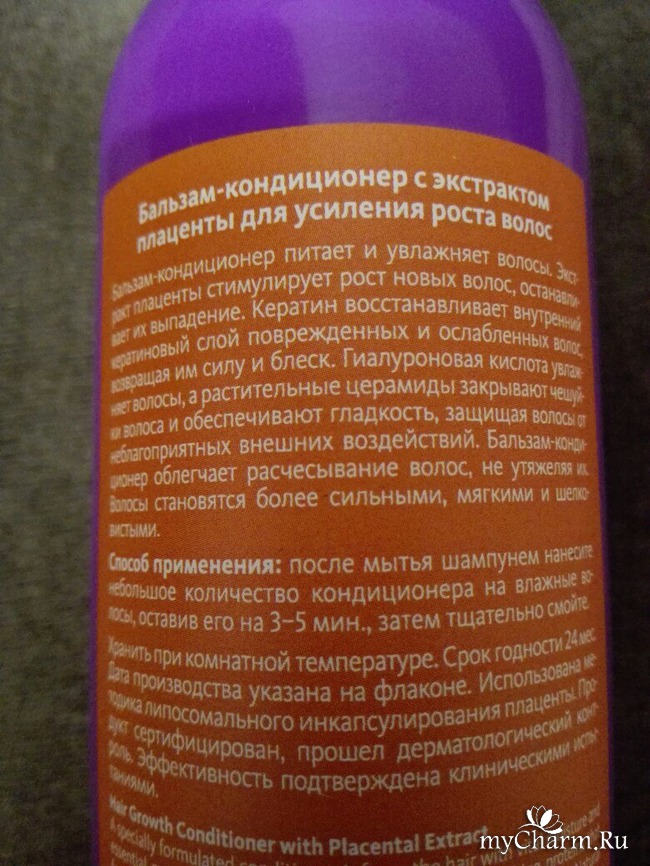 Бальзам-кондиционер с экстрактом
плаценты для усиления роста волос
Бальзам-кондиционер питает и увлажняет волосы. Экст-
ракт плаценты стимулирует рост новых волос, останавли-
вает их выпадение. Кератин восстанавливает внутренний
кератиновый слой поврежденных и ослабленных волос,
возвращая им силу и блеск. Гиалуроновая кислота увлаж-
няет волосы, а растительные церамиды закрывают чешуй-
ки волоса и обеспечивают гладкость, защищая волосы от
неблагоприятных внешних воздействий. Бальзам-конди-
ционер облегчает расчесывание волос, не утяжеляя их.
Волосы становятся более сильными, мягкими и шелко-
вистыми.
Способ применения: после мытья шампунем нанесите
небольшое количество кондиционера на влажные во-
лосы, оставив его на 3–5 мин., затем тщательно смойте.
Хранить при комнатной температуре. Срок годности 24 мес.
Дата производства указана на флаконе. Использована ме-
тодика липосомального инкапсулирования плаценты. Про-
дукт сертифицирован, прошел дерматологический конт-
роль. Эффективность подтверждена клиническими испы-
таниями.
Hair Growth Conditioner with Placental Extract
A specially formulated
myCharm.Ru